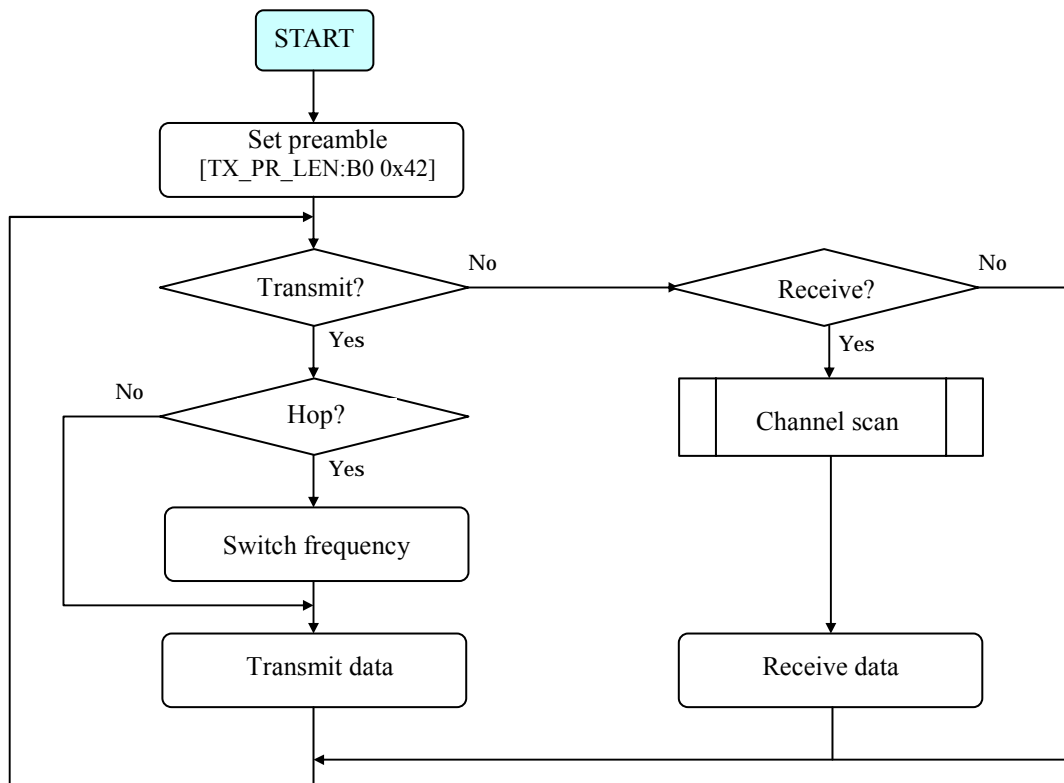 START
Set preamble
[TX_PR_LEN:B0 0x42]
Transmit?
No
Receive?
No
Yes
Yes
No
Hop?
Channel scan
Yes
Switch frequency
Transmit data
Receive data